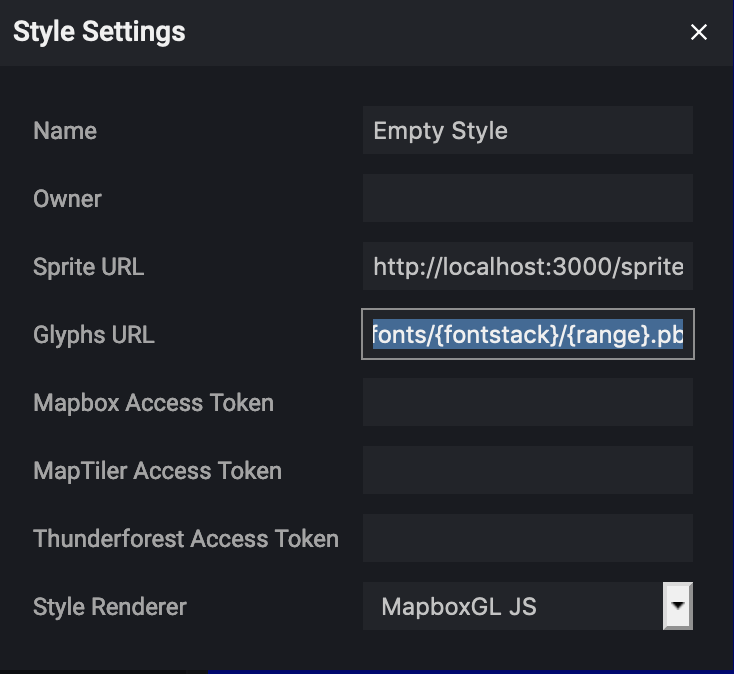 Style Settings
Name
Empty Style
Owner
Sprite URL
http://localhost:3000/sprite
Glyphs URL
fonts/{fontstack}/{range}.pb
Mapbox Access Token
MapTiler Access Token
Thunderforest Access Token
Style Renderer
MapboxGL JS